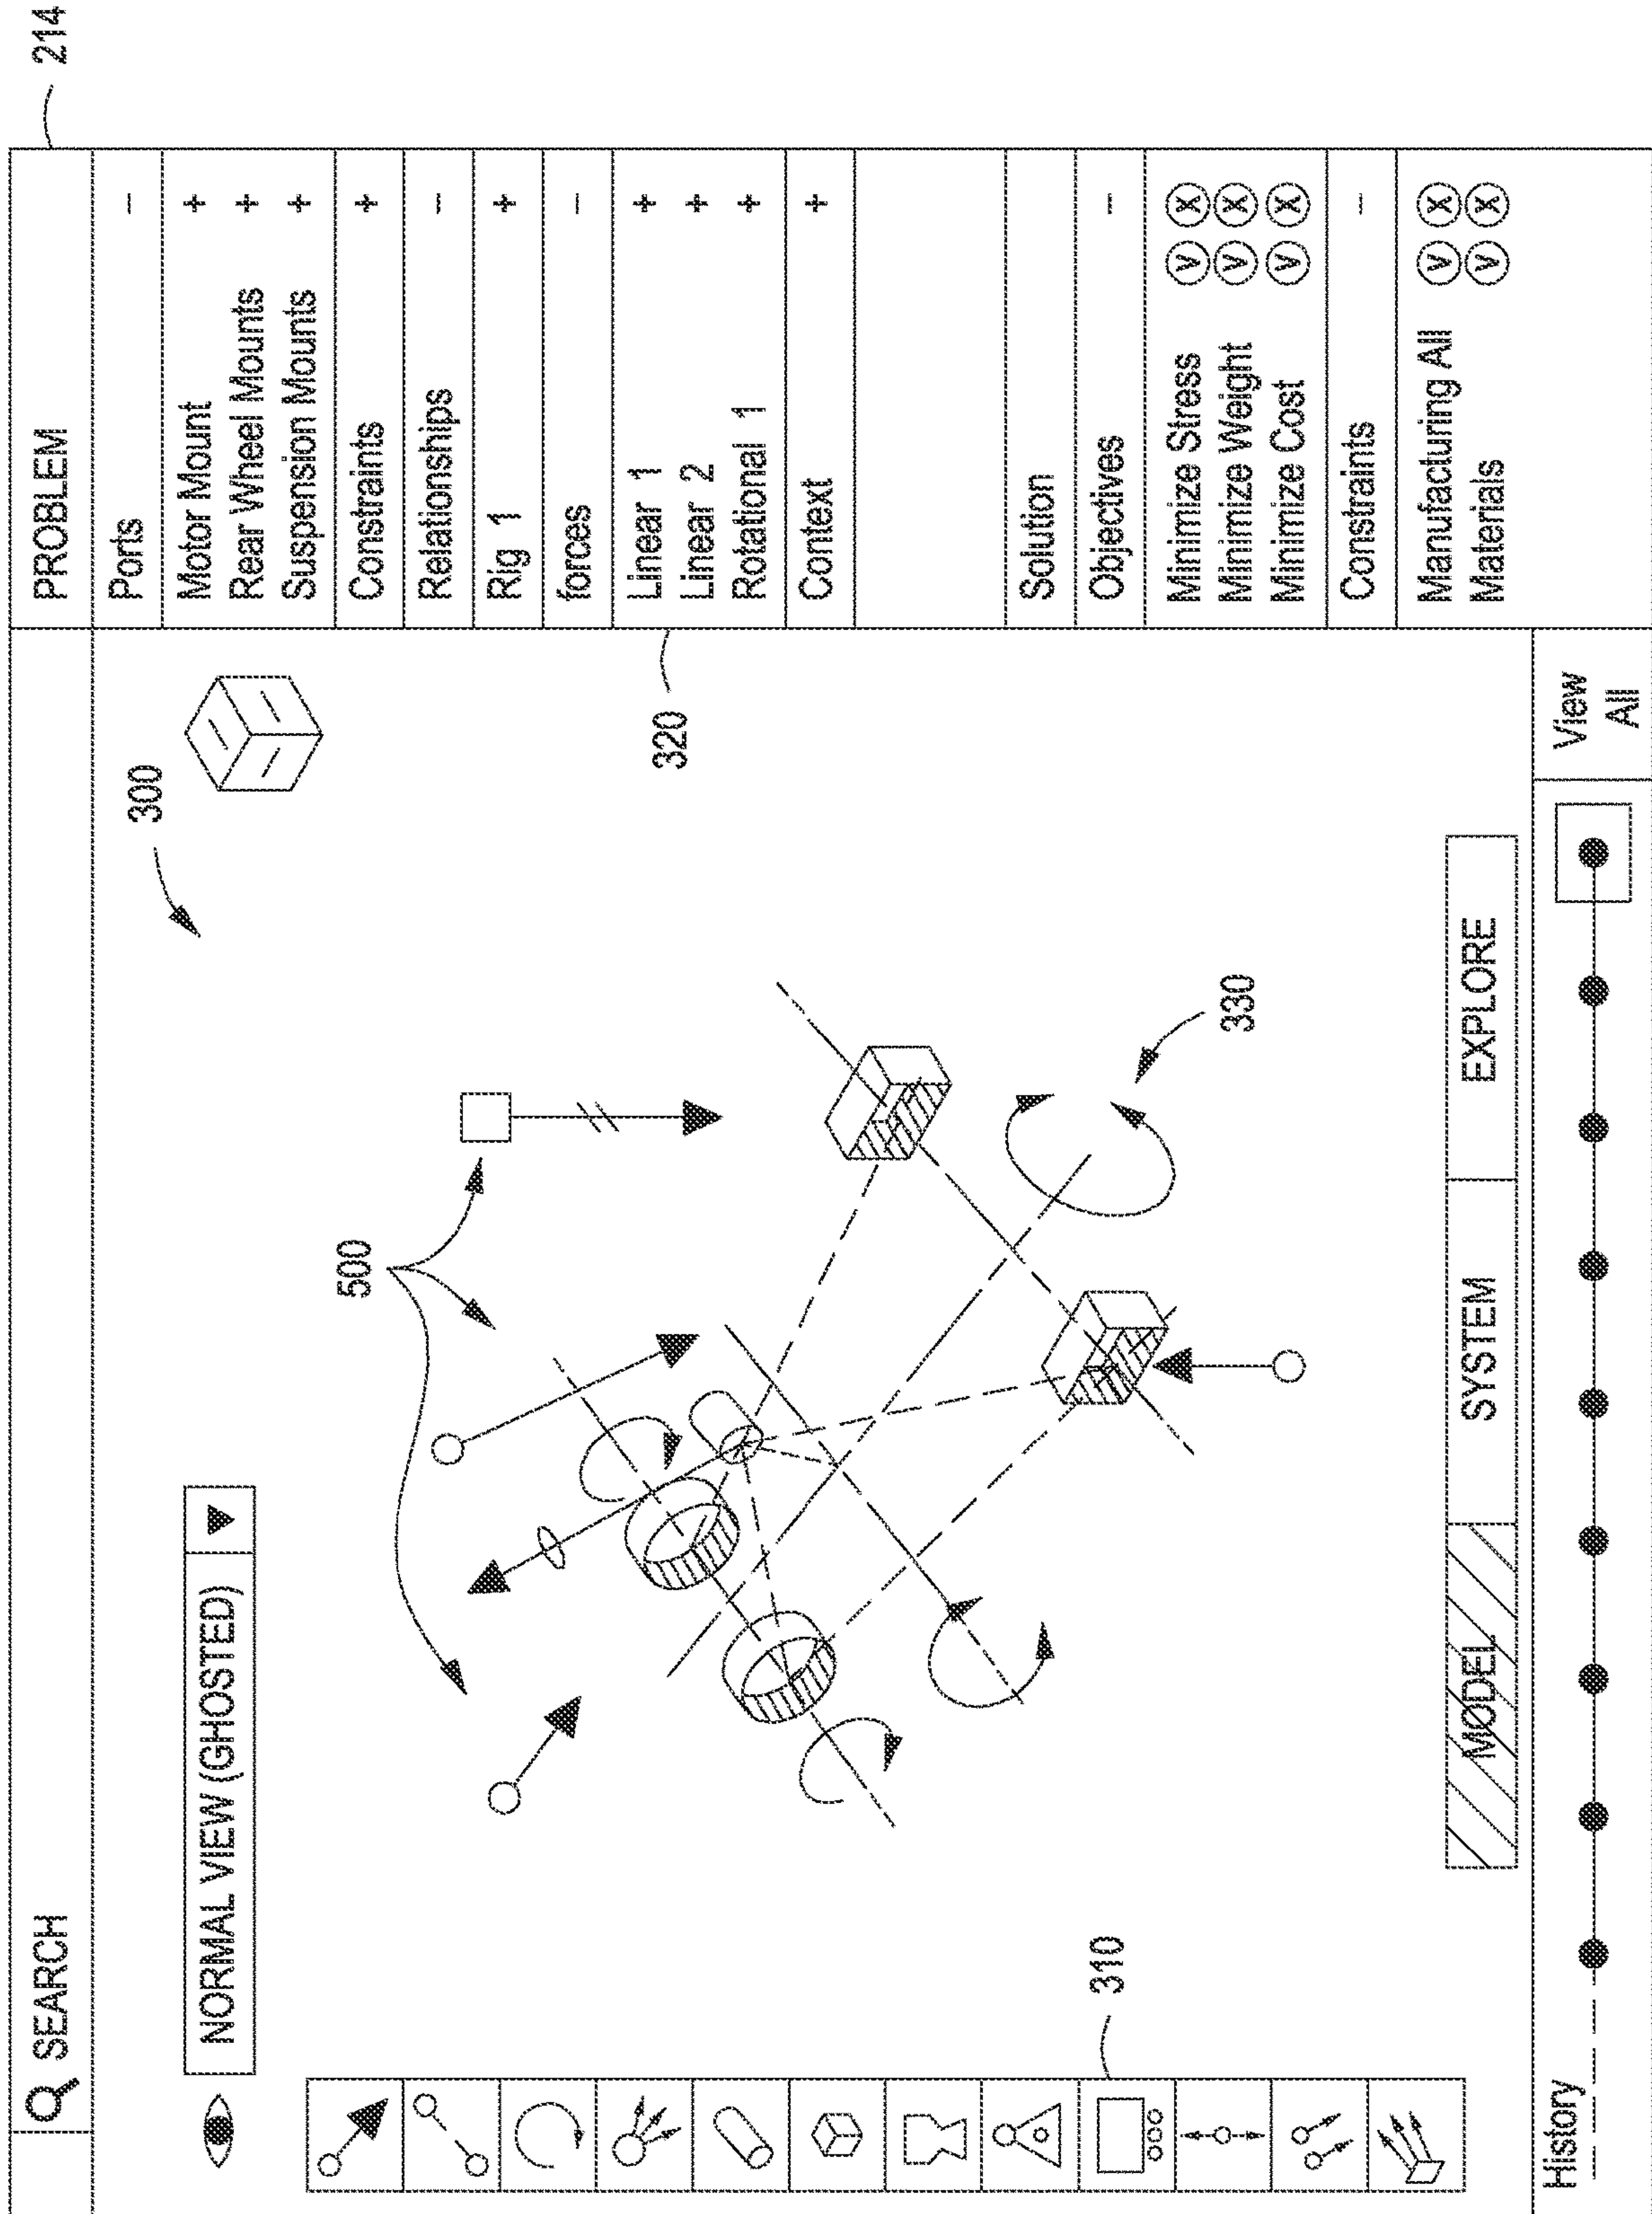 SEARCH
PROBLEM
214
NORMAL VIEW (GHOSTED)
300
500
330
310
320
Ports –
Motor Mount +
Rear Wheel Mounts +
Suspension Mounts +
Constraints +
Relationships –
Rig 1 +
forces –
Linear 1 +
Linear 2 +
Rotational 1 +
Context +
Solution
Objectives –
Minimize Stress V X
Minimize Weight V X
Minimize Cost V X
Constraints –
Manufacturing All V X
Materials V X
MODEL
SYSTEM
EXPLORE
History
View
All